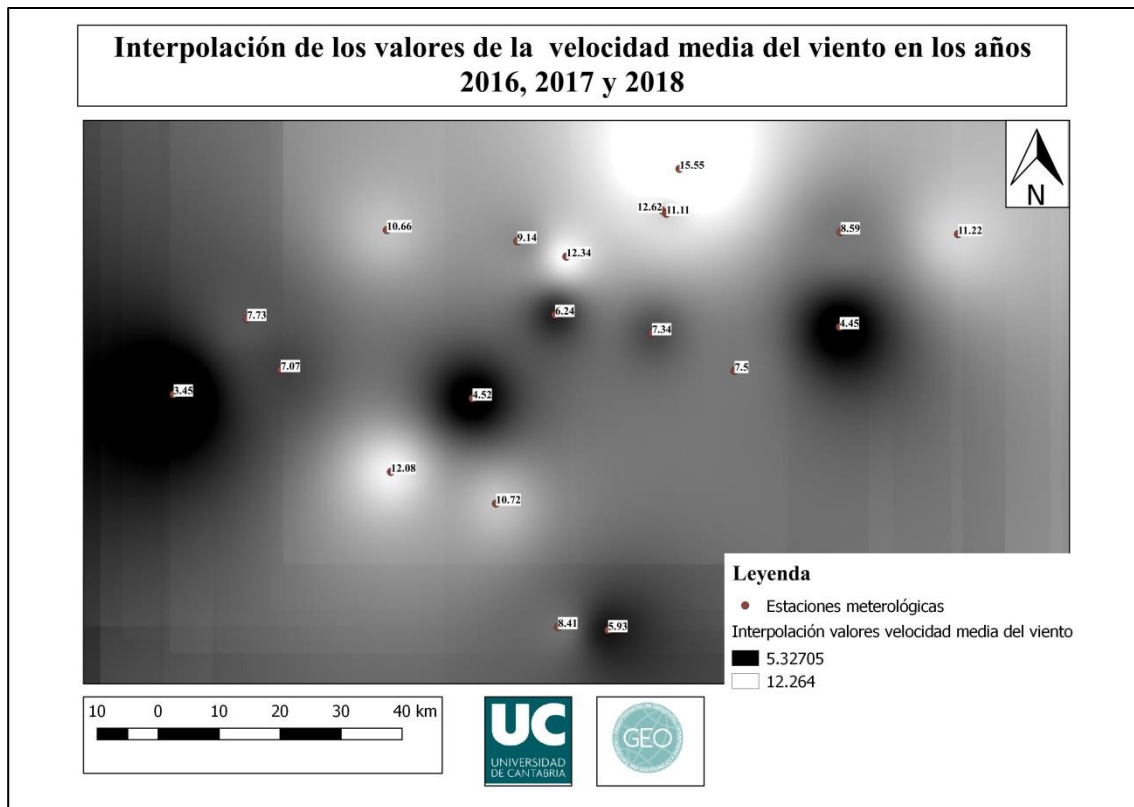 Interpolación de los valores de la velocidad media del viento en los años
2016, 2017 y 2018
N
15.55
12.62
11.11
10.66
9.14
8.59
11.22
12.34
7.73
6.24
7.34
4.45
7.07
7.5
3.45
4.52
12.08
10.72
8.41
5.93
Leyenda
Estaciones meterológicas
Interpolación valores velocidad media del viento
5.32705
12.264
10 0 10 20 30 40 km
UC
UNIVERSIDAD
DE CANTABRIA
GEO